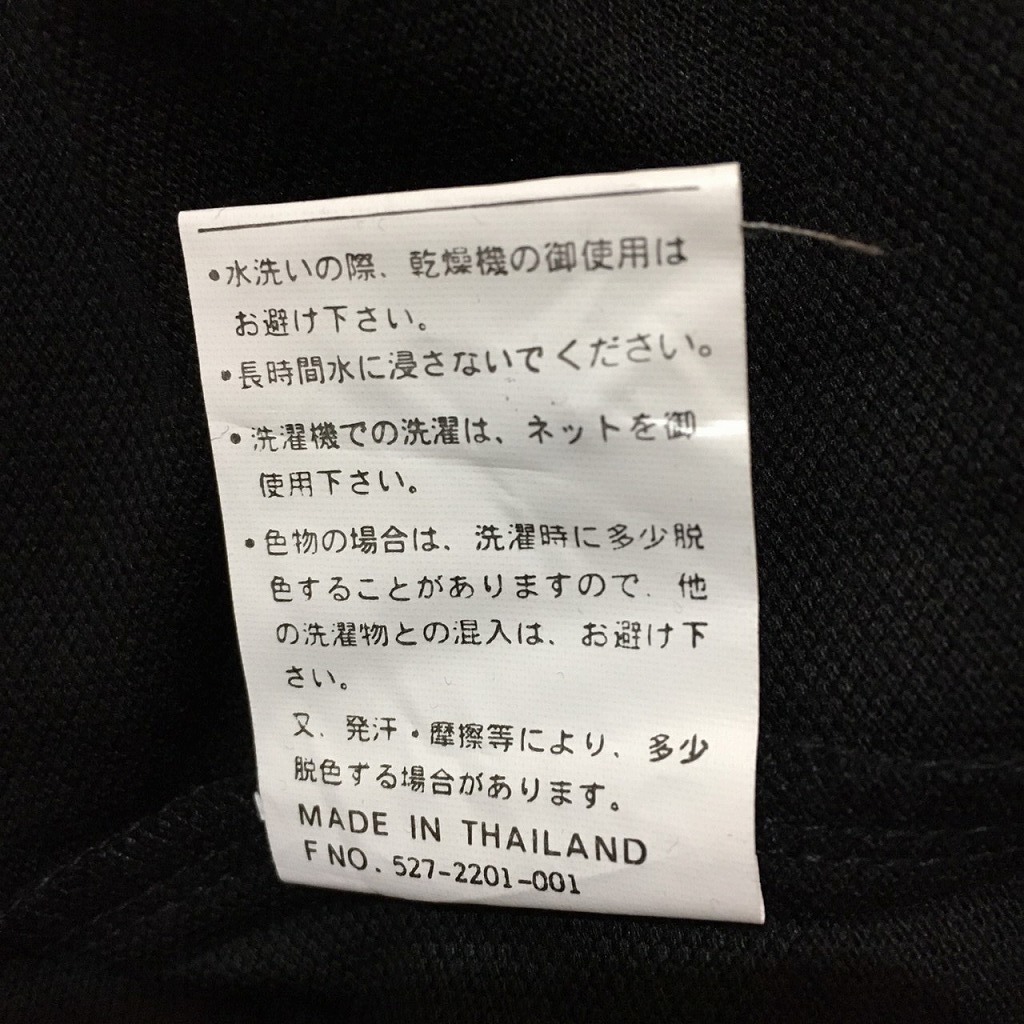 •水洗いの際、乾燥機の御使用は
お避け下さい。
•長時間水に浸さないでください。
•洗濯機での洗濯は、ネットを御
使用下さい。
•色物の場合は、洗濯時に多少脱
色することがありますので、他
の洗濯物との混入は、お避け下
さい。
又、発汗・摩擦等により、多少
脱色する場合があります。
MADE IN THAILAND
F NO. 527-2201-001